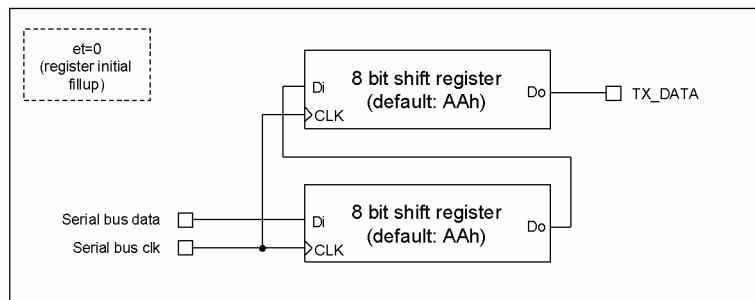 et=0
(register initial
fillup)
8 bit shift register
(default: AAh)
Di
CLK
Do
TX_DATA
8 bit shift register
(default: AAh)
Di
CLK
Do
Serial bus data
Serial bus clk